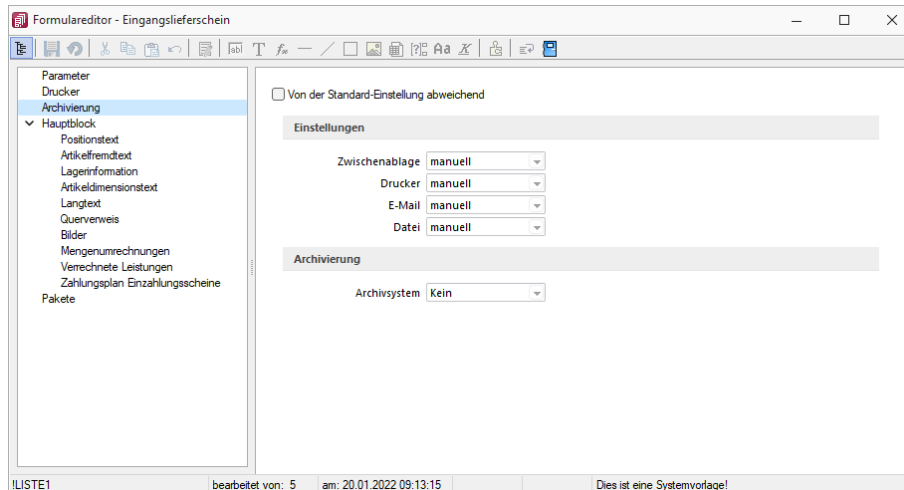 Formulareditor - Eingangslieferschein
Parameter
Drucker
Archivierung
Hauptblock
Positionstext
Artikelfremdtext
Lagerinformation
Artikeldimensionstext
Langtext
Querverweis
Bilder
Mengenumrechnungen
Verrechnete Leistungen
Zahlungsplan Einzahlungsscheine
Pakete
Von der Standard-Einstellung abweichend
Einstellungen
Zwischenablage manuell
Drucker manuell
E-Mail manuell
Datei manuell
Archivierung
Archivsystem Kein
!LISTE1 bearbeitet von: 5 am: 20.01.2022 09:13:15 Dies ist eine Systemvorlage!